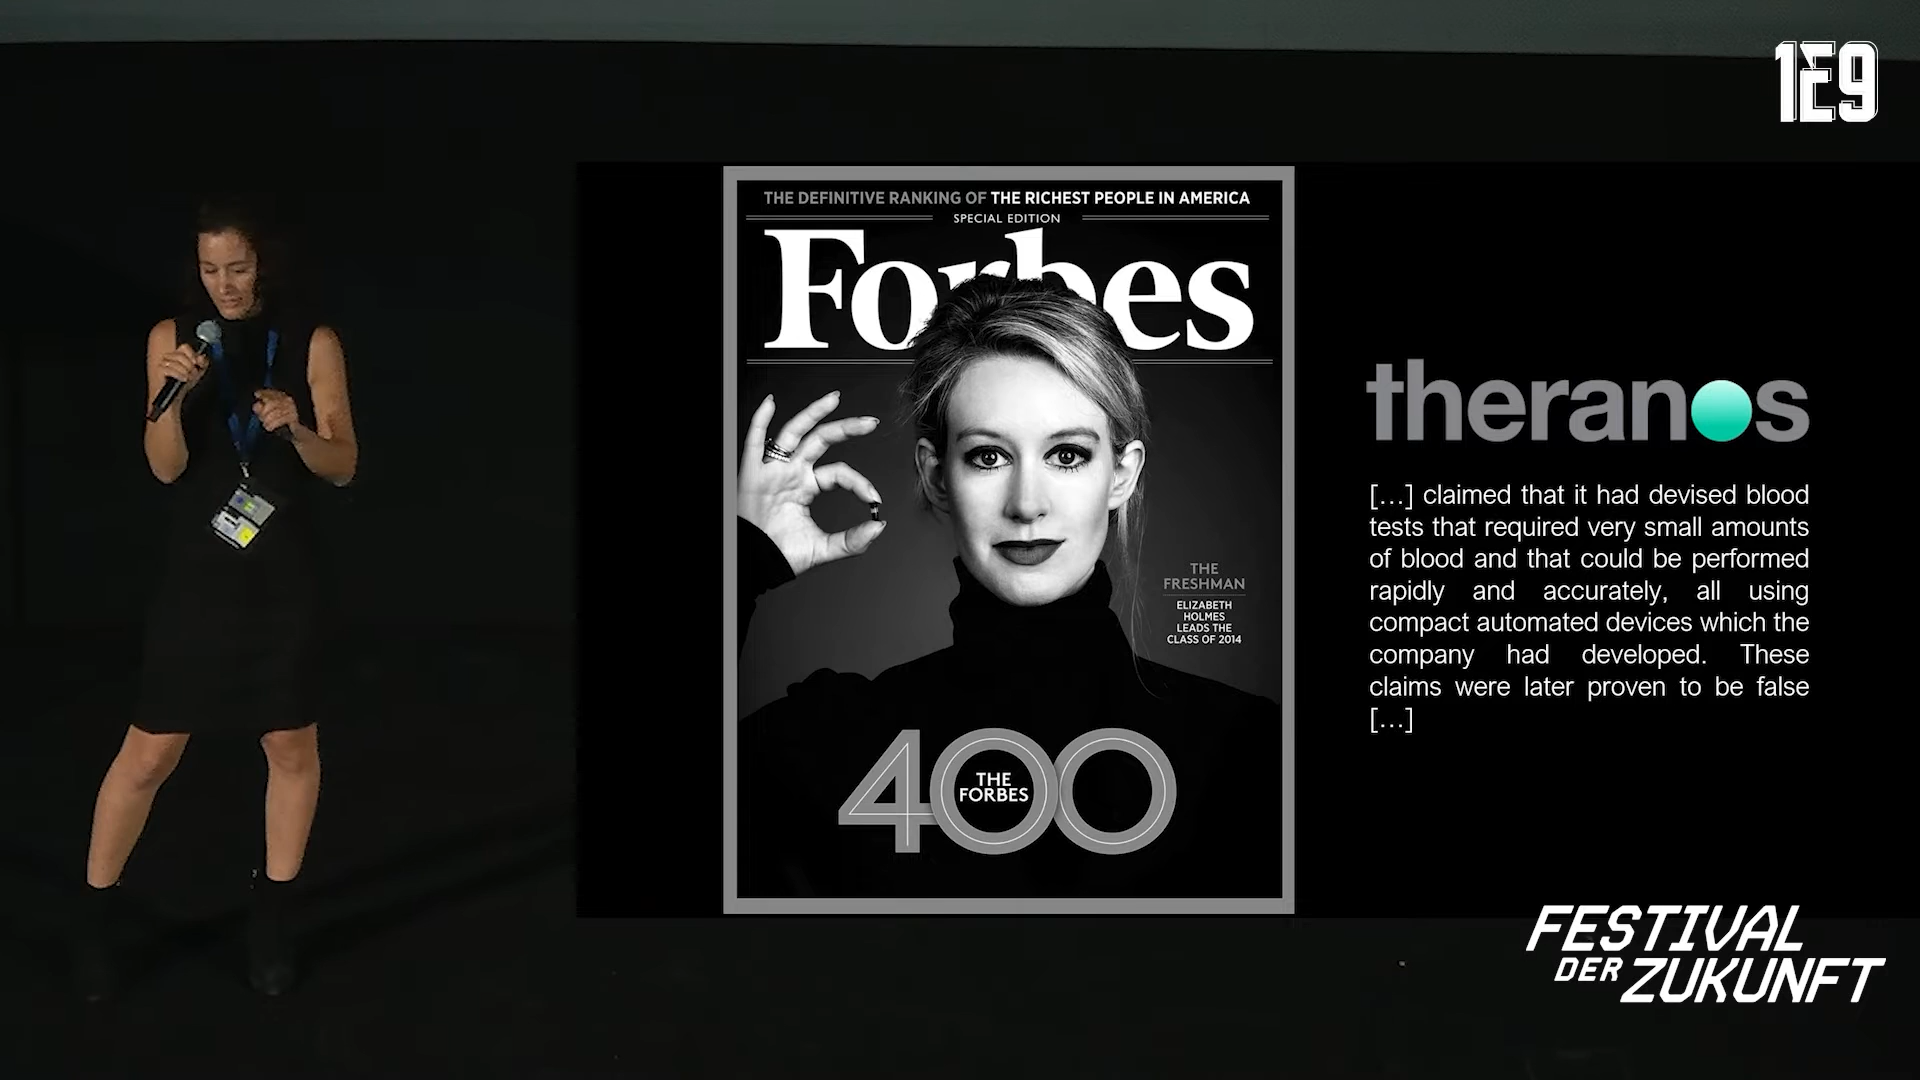 1E9
THE DEFINITIVE RANKING OF THE RICHEST PEOPLE IN AMERICA
SPECIAL EDITION
Forbes
THE
FRESHMAN
ELIZABETH
HOLMES
LEADS THE
CLASS OF 2014
400
THE
FORBES
theranos
[…] claimed that it had devised blood
tests that required very small amounts
of blood and that could be performed
rapidly and accurately, all using
compact automated devices which the
company had developed. These
claims were later proven to be false
[…]
FESTIVAL
DER ZUKUNFT